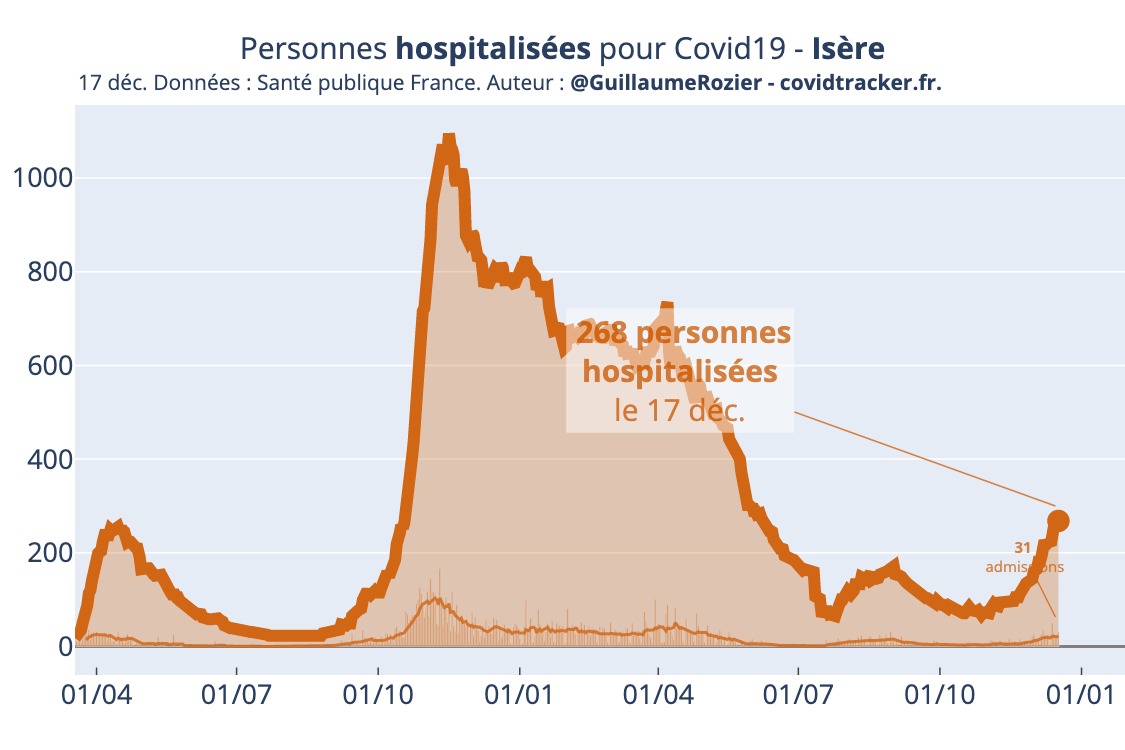 Personnes hospitalisées pour Covid19 - Isère
17 déc. Données : Santé publique France. Auteur : @GuillaumeRozier - covidtracker.fr.
1000
800
600
400
200
0
268 personnes
hospitalisées
le 17 déc.
31
admissions
01/04 01/07 01/10 01/01 01/04 01/07 01/10 01/01